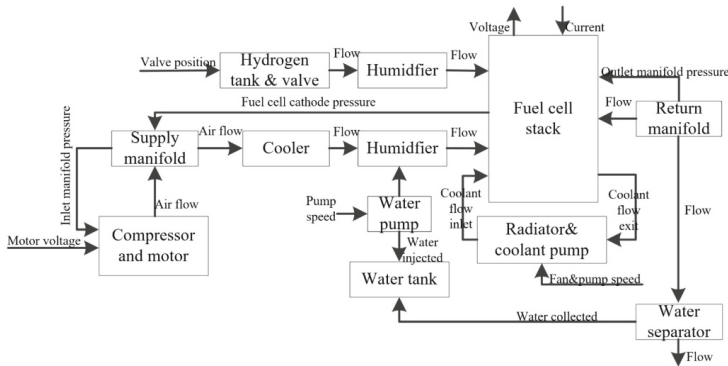 Voltage
Current
Valve position
Hydrogen
tank & valve
Flow
Humidfier
Flow
Outlet manifold pressure
Fuel cell
stack
Flow
Return
manifold
Fuel cell cathode pressure
Inlet manifold pressure
Supply
manifold
Air flow
Cooler
Flow
Humidfier
Flow
Air flow
Pump
speed
Water
pump
Coolant
flow
inlet
Coolant
flow
exit
Flow
Motor voltage
Compressor
and motor
Water
injected
Radiator&
coolant pump
Water tank
Fan&pump speed
Water collected
Water
separator
Flow